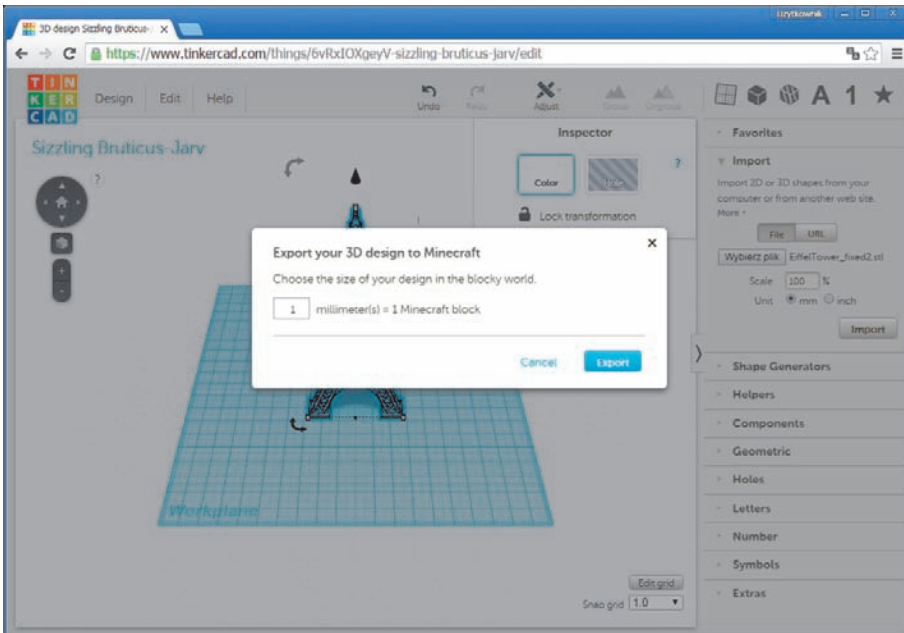 Użytkownik
3D design Sizzling Bruticus-
https://www.tinkercad.com/things/6vRxIOXgeyV-sizzling-bruticus-jarv/edit
TIN
KER
CAD
Design Edit Help
Undo Redo Adjust Group Ungroup
A 1
Sizzling Bruticus-Jarv
?
Inspector
Color Hole ?
Lock transformation
Export your 3D design to Minecraft x
Choose the size of your design in the blocky world.
1 millimeter(s) = 1 Minecraft block
Cancel Export
Workplane
Edit grid
Snap grid 1.0
Favorites
Import
Import 2D or 3D shapes from your
computer or from another web site.
More
File URL
Wybierz plik EiffelTower_fixed2.stl
Scale 100 %
Unit mm inch
Import
Shape Generators
Helpers
Components
Geometric
Holes
Letters
Number
Symbols
Extras